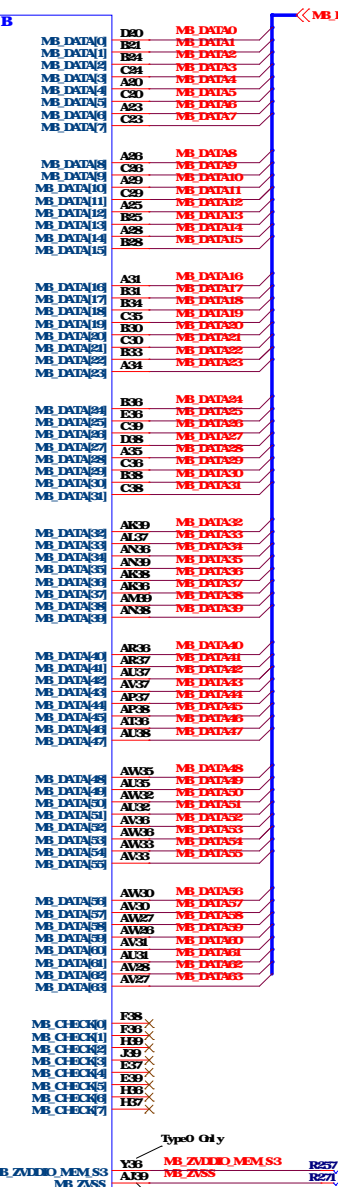 B
MB_D
MB_DATA[0] D20 MB_DATA0
MB_DATA[1] B21 MB_DATA1
MB_DATA[2] B24 MB_DATA2
MB_DATA[3] C24 MB_DATA3
MB_DATA[4] A20 MB_DATA4
MB_DATA[5] C20 MB_DATA5
MB_DATA[6] A23 MB_DATA6
MB_DATA[7] C23 MB_DATA7
MB_DATA[8] A26 MB_DATA8
MB_DATA[9] C26 MB_DATA9
MB_DATA[10] A29 MB_DATA10
MB_DATA[11] C29 MB_DATA11
MB_DATA[12] A25 MB_DATA12
MB_DATA[13] B25 MB_DATA13
MB_DATA[14] A28 MB_DATA14
MB_DATA[15] B28 MB_DATA15
MB_DATA[16] A31 MB_DATA16
MB_DATA[17] B31 MB_DATA17
MB_DATA[18] B34 MB_DATA18
MB_DATA[19] C35 MB_DATA19
MB_DATA[20] B30 MB_DATA20
MB_DATA[21] C30 MB_DATA21
MB_DATA[22] B33 MB_DATA22
MB_DATA[23] A34 MB_DATA23
MB_DATA[24] B36 MB_DATA24
MB_DATA[25] E36 MB_DATA25
MB_DATA[26] C39 MB_DATA26
MB_DATA[27] D38 MB_DATA27
MB_DATA[28] A35 MB_DATA28
MB_DATA[29] C36 MB_DATA29
MB_DATA[30] B38 MB_DATA30
MB_DATA[31] C38 MB_DATA31
MB_DATA[32] AK39 MB_DATA32
MB_DATA[33] AL37 MB_DATA33
MB_DATA[34] AN36 MB_DATA34
MB_DATA[35] AN39 MB_DATA35
MB_DATA[36] AK38 MB_DATA36
MB_DATA[37] AK36 MB_DATA37
MB_DATA[38] AM39 MB_DATA38
MB_DATA[39] AN38 MB_DATA39
MB_DATA[40] AR36 MB_DATA40
MB_DATA[41] AR37 MB_DATA41
MB_DATA[42] AU37 MB_DATA42
MB_DATA[43] AV37 MB_DATA43
MB_DATA[44] AP37 MB_DATA44
MB_DATA[45] AP38 MB_DATA45
MB_DATA[46] AT36 MB_DATA46
MB_DATA[47] AU38 MB_DATA47
MB_DATA[48] AW35 MB_DATA48
MB_DATA[49] AU35 MB_DATA49
MB_DATA[50] AW32 MB_DATA50
MB_DATA[51] AU32 MB_DATA51
MB_DATA[52] AV36 MB_DATA52
MB_DATA[53] AW36 MB_DATA53
MB_DATA[54] AW33 MB_DATA54
MB_DATA[55] AV33 MB_DATA55
MB_DATA[56] AW30 MB_DATA56
MB_DATA[57] AV30 MB_DATA57
MB_DATA[58] AW27 MB_DATA58
MB_DATA[59] AW26 MB_DATA59
MB_DATA[60] AV31 MB_DATA60
MB_DATA[61] AU31 MB_DATA61
MB_DATA[62] AV28 MB_DATA62
MB_DATA[63] AV27 MB_DATA63
MB_CHECK[0] F38
MB_CHECK[1] F36
MB_CHECK[2] H39
MB_CHECK[3] J39
MB_CHECK[4] E37
MB_CHECK[5] E39
MB_CHECK[6] H36
MB_CHECK[7] H37
Type0 Only
B_ZVDDIO_MEM_S3 Y36 MB_ZVDDIO_MEM_S3 R257
MB_ZVSS AJ39 MB_ZVSS R271